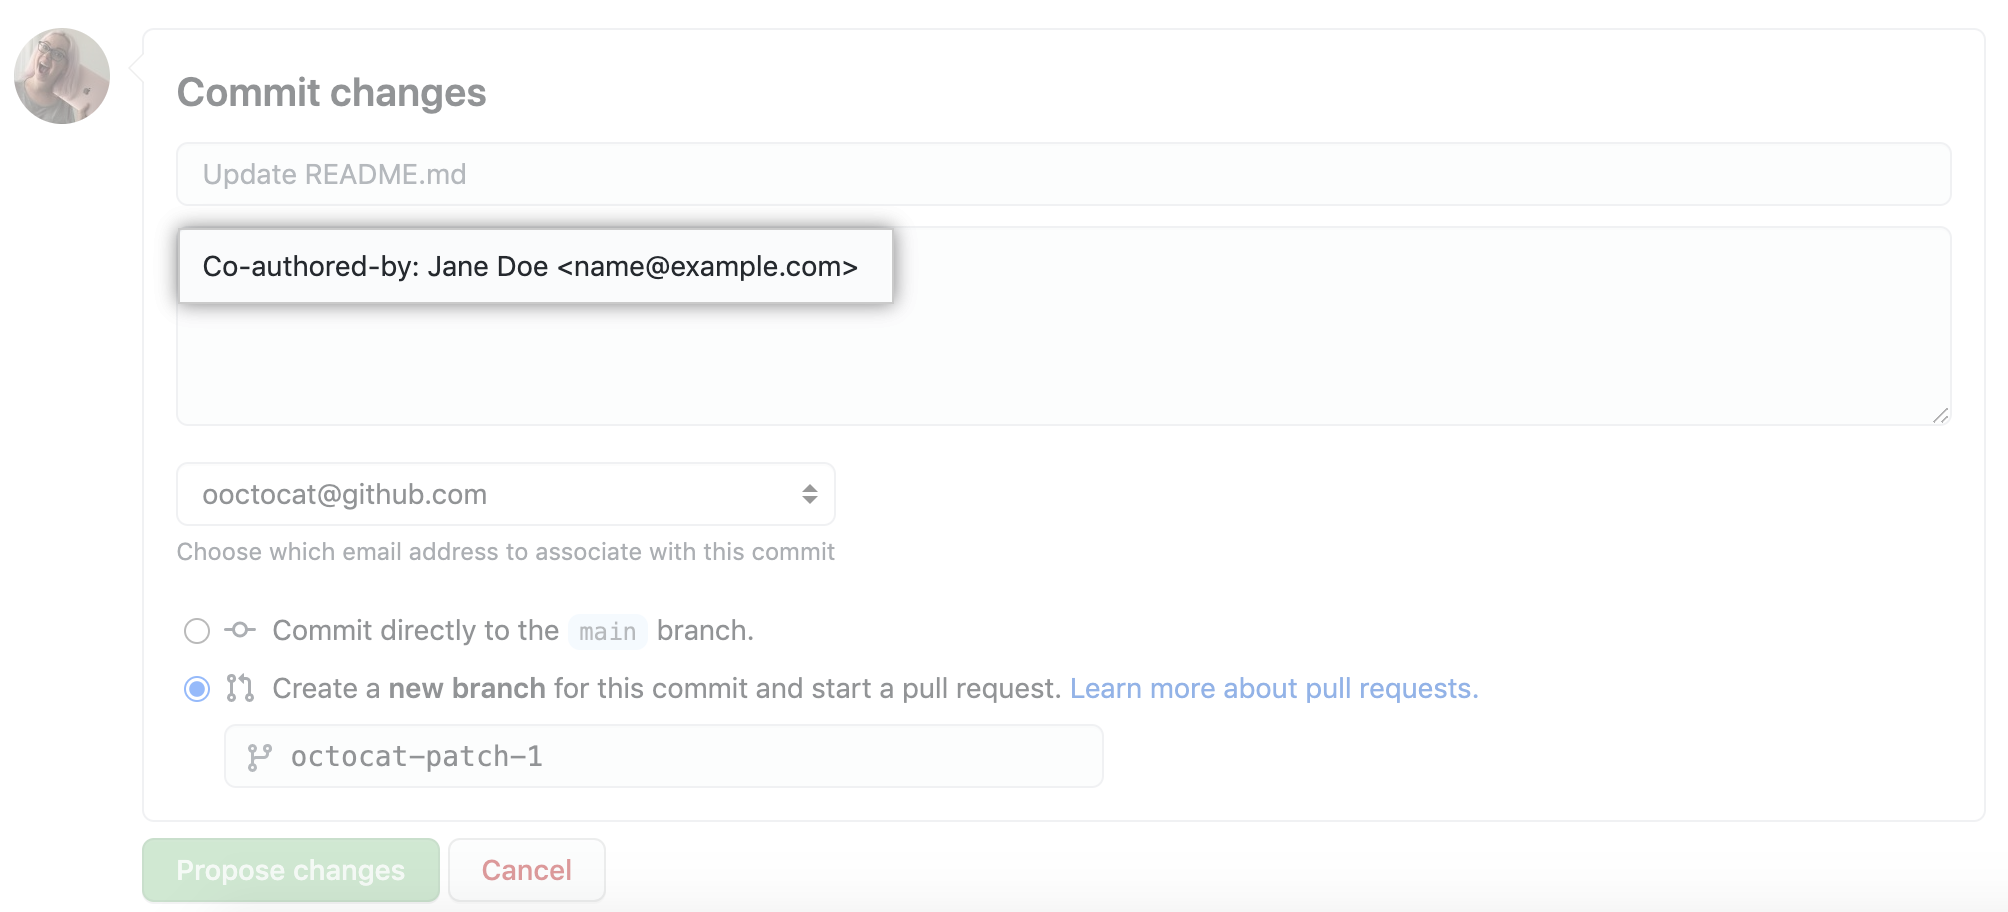 Commit changes
Update README.md
Co-authored-by: Jane Doe <name@example.com>
ooctocat@github.com
Choose which email address to associate with this commit
Commit directly to the main branch.
Create a new branch for this commit and start a pull request. Learn more about pull requests.
octocat-patch-1
Propose changes Cancel